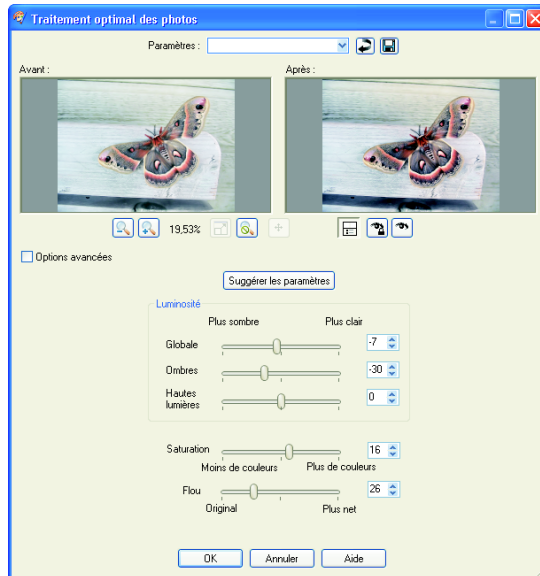 Traitement optimal des photos
Paramètres :
Avant :
Après :
19,53%
Options avancées
Suggérer les paramètres
Luminosité
Plus sombre Plus clair
Globale -7
Ombres -30
Hautes
lumières 0
Saturation 16
Moins de couleurs Plus de couleurs
Flou 26
Original Plus net
OK Annuler Aide